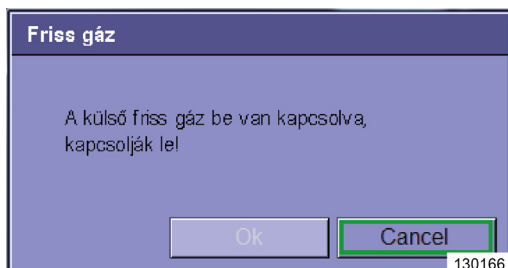 Friss gáz
A külső friss gáz be van kapcsolva,
kapcsolják le!
Ok
Cancel
130166